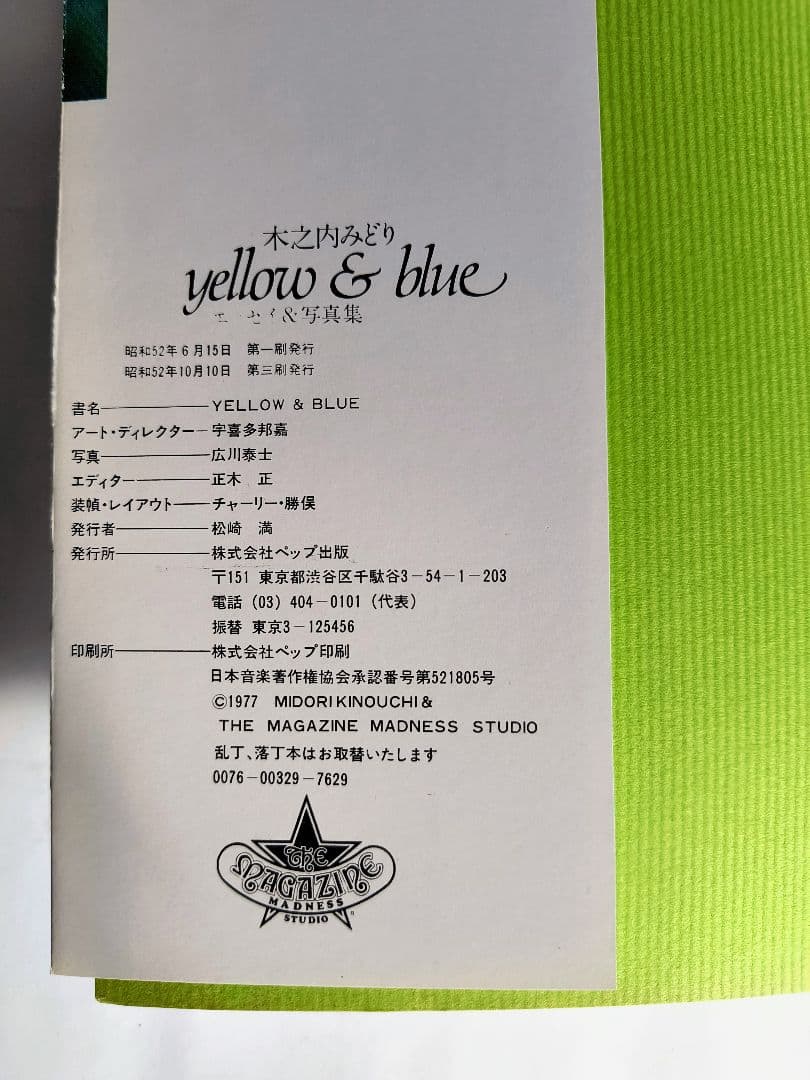 木之内みどり
yellow & blue
エッセイ&写真集
昭和52年6月15日 第一刷発行
昭和52年10月10日 第三刷発行
書名――YELLOW & BLUE
アート・ディレクター―宇喜多邦嘉
写真――広川泰士
エディター――正木 正
装幀・レイアウト――チャーリー・勝俣
発行者――松崎 満
発行所――株式会社ペップ出版
〒151 東京都渋谷区千駄谷3-54-1-203
電話 (03) 404-0101 (代表)
振替 東京3-125456
印刷所――株式会社ペップ印刷
日本音楽著作権協会承認番号第521805号
©1977 MIDORI KINOUCHI &
THE MAGAZINE MADNESS STUDIO
乱丁、落丁本はお取替いたします
0076-00329-7629
THE
MAGAZINE
MADNESS
STUDIO